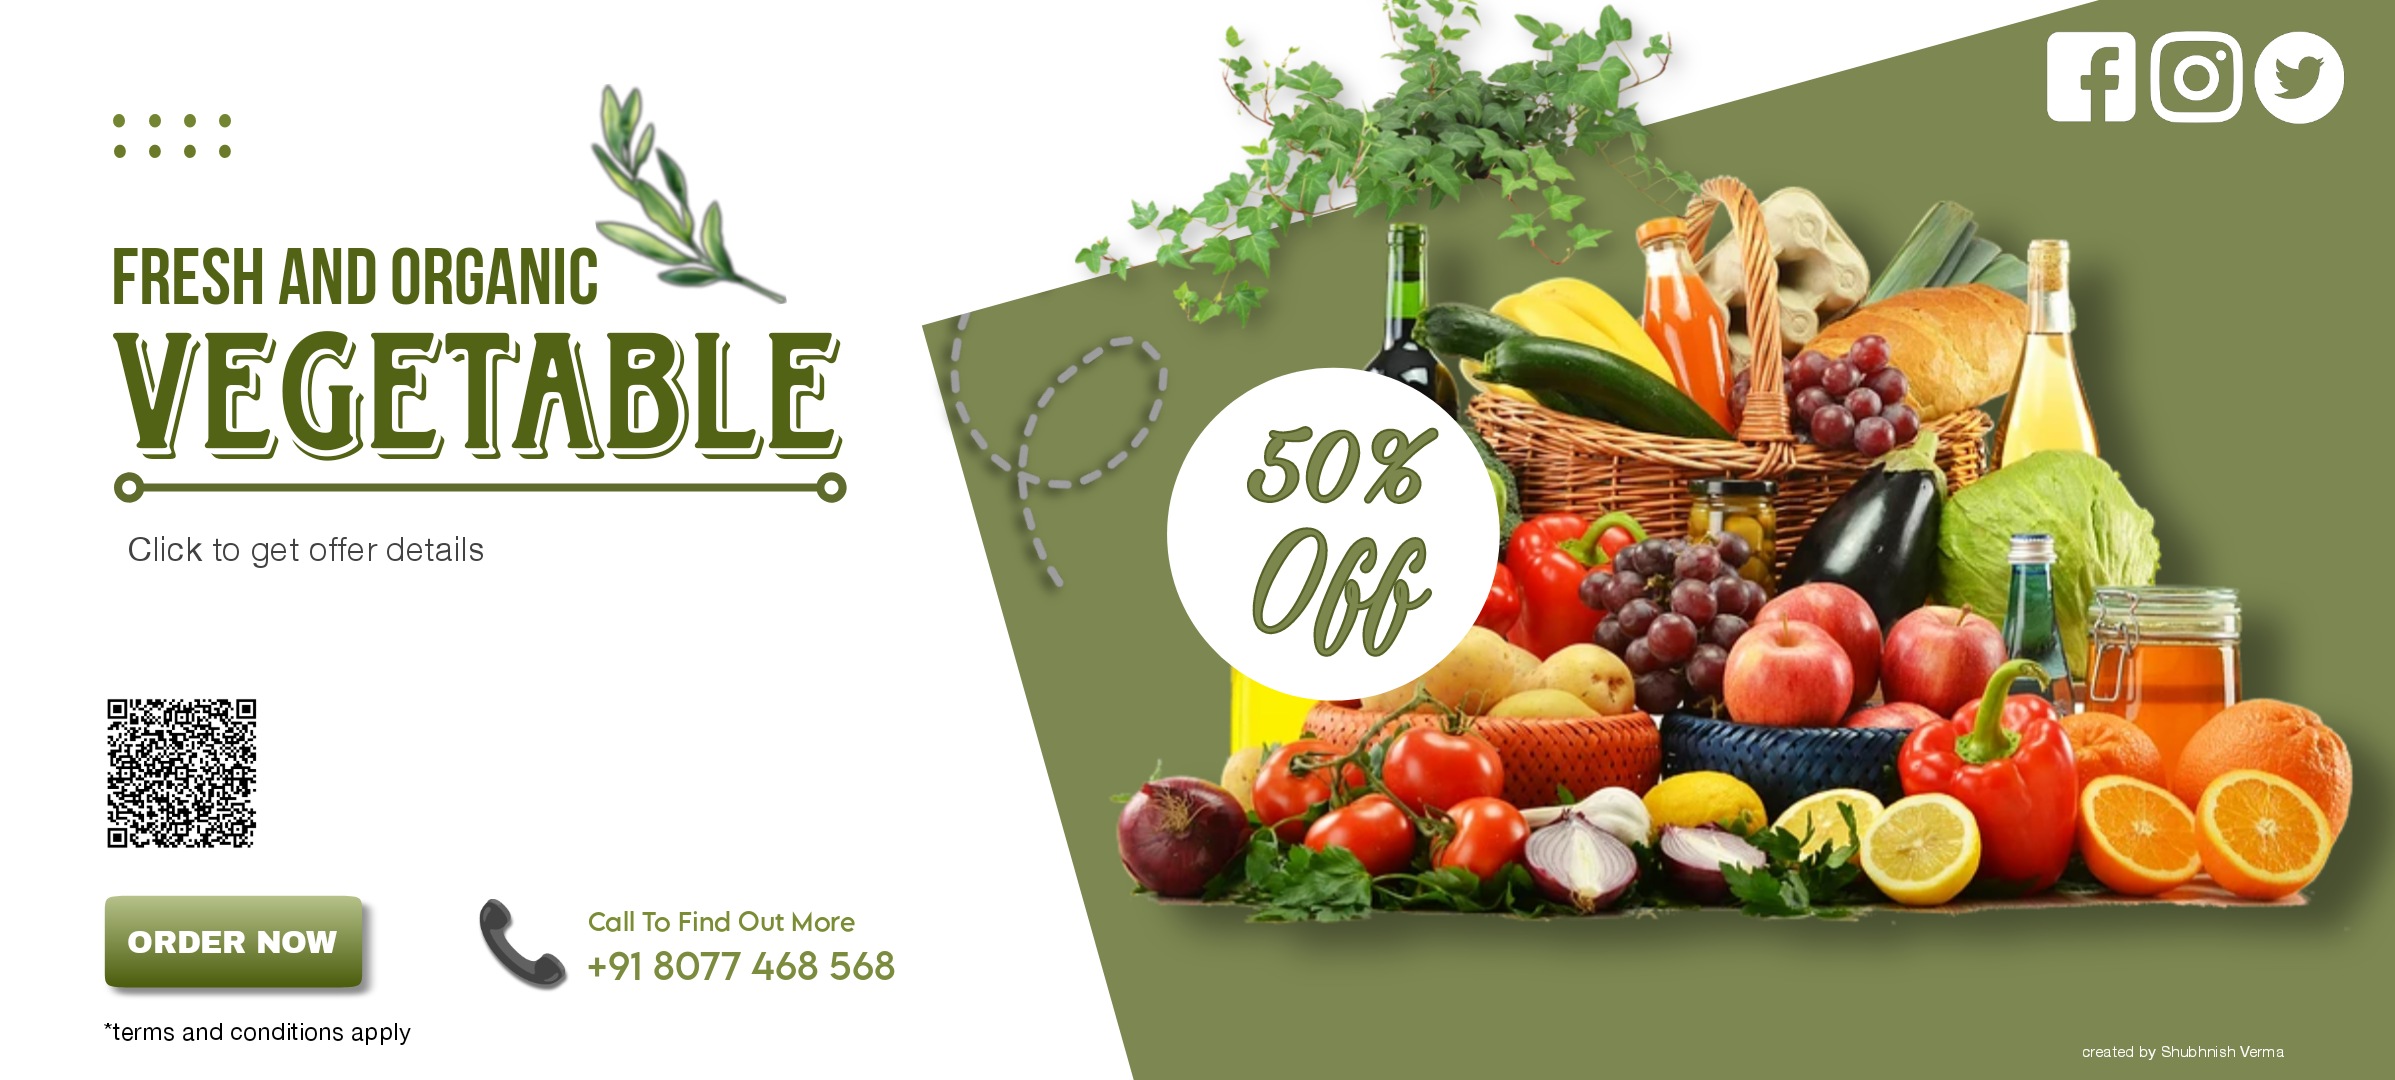 FRESH AND ORGANIC
VEGETABLE
Click to get offer details
50%
Off
ORDER NOW
Call To Find Out More
+91 8077 468 568
*terms and conditions apply
created by Shubhnish Verma